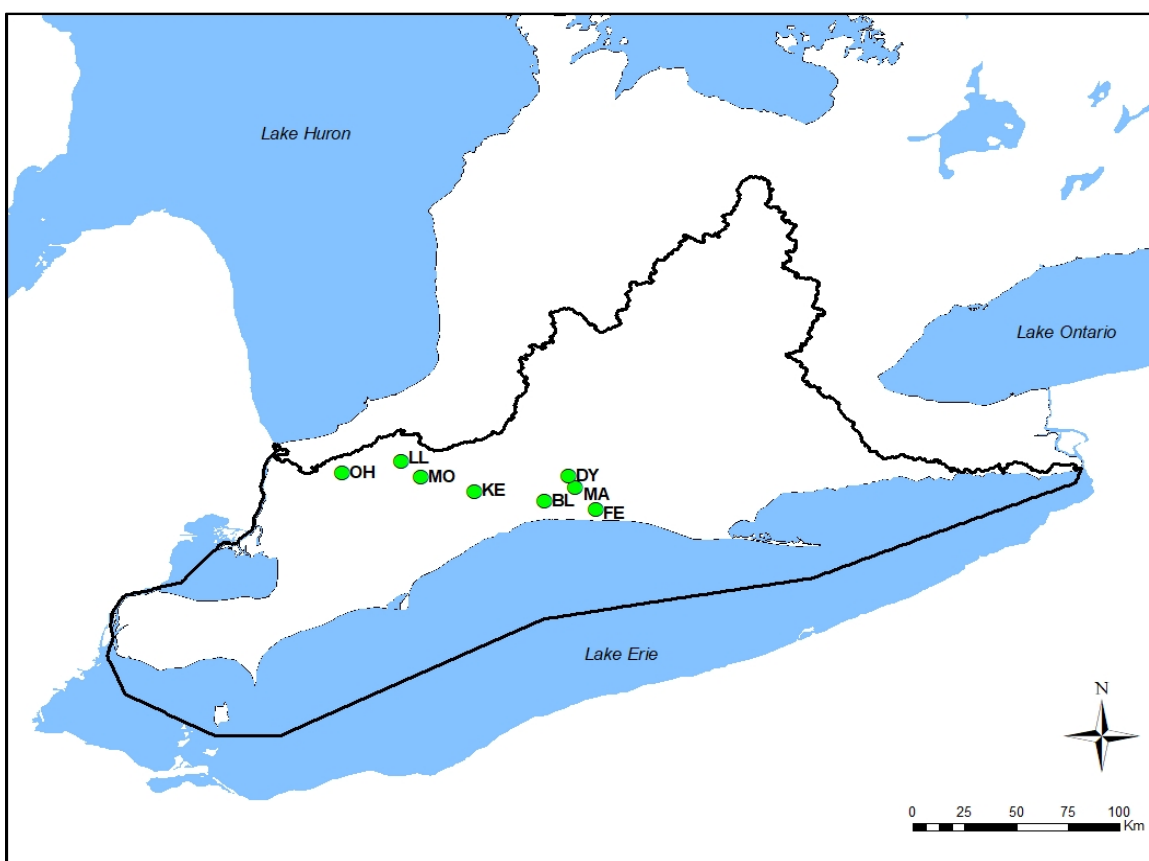 Lake Huron
Lake Ontario
LL
OH
MO
DY
KE
MA
BL
FE
Lake Erie
N
0 25 50 75 100
Km